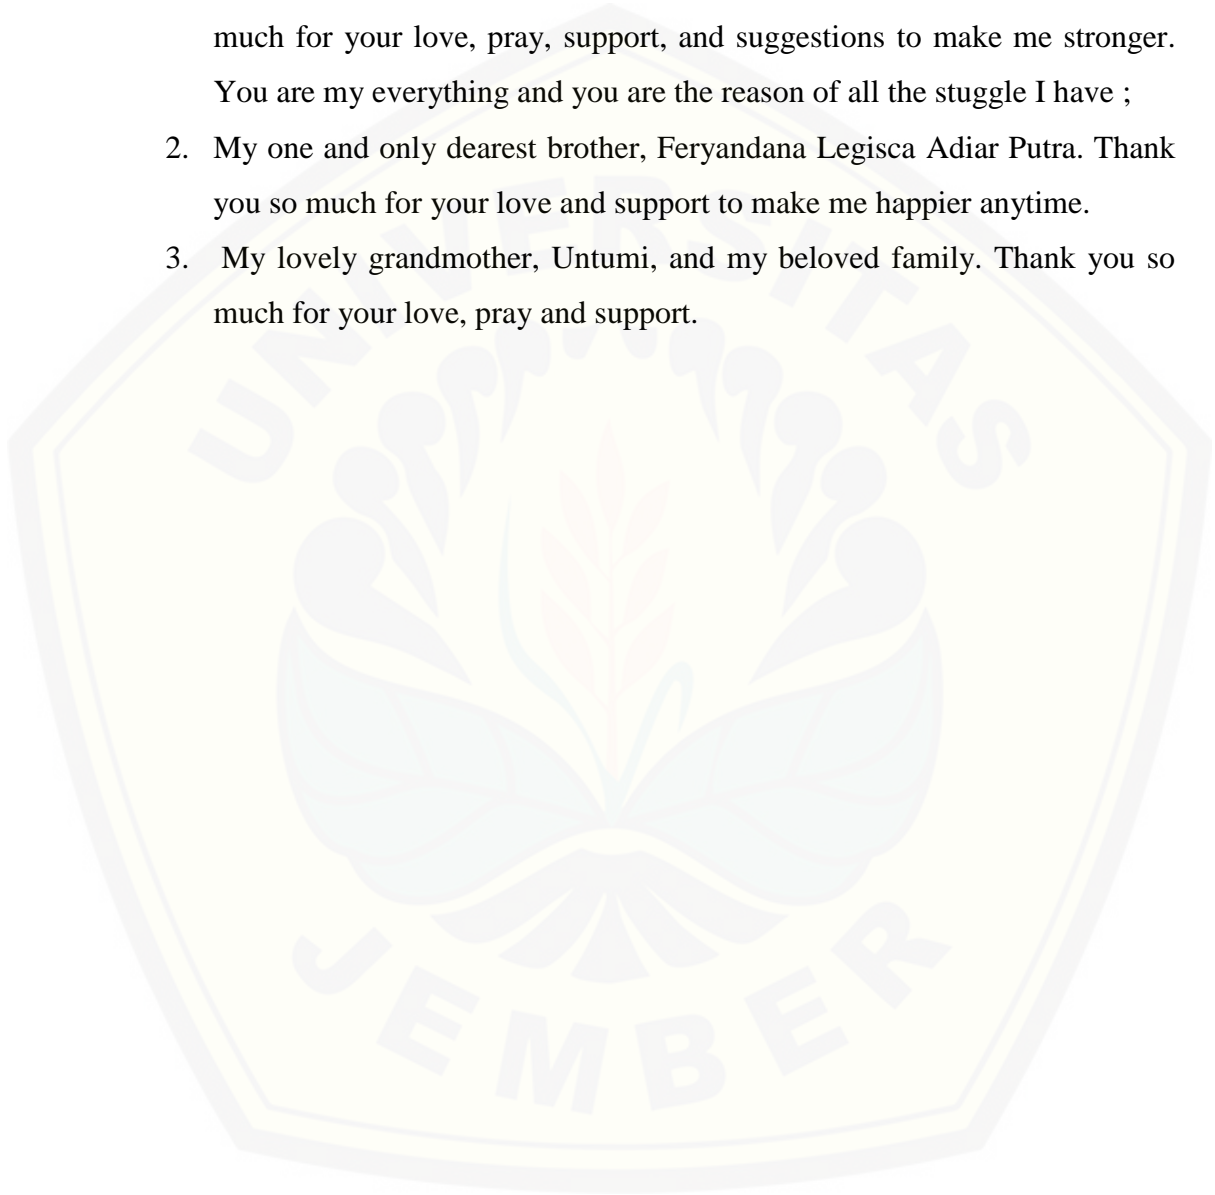 much for your love, pray, support, and suggestions to make me stronger.
You are my everything and you are the reason of all the stuggle I have ;
2. My one and only dearest brother, Feryandana Legisca Adiar Putra. Thank
you so much for your love and support to make me happier anytime.
3. My lovely grandmother, Untumi, and my beloved family. Thank you so
much for your love, pray and support.
UNIVERSITAS
JEMBER